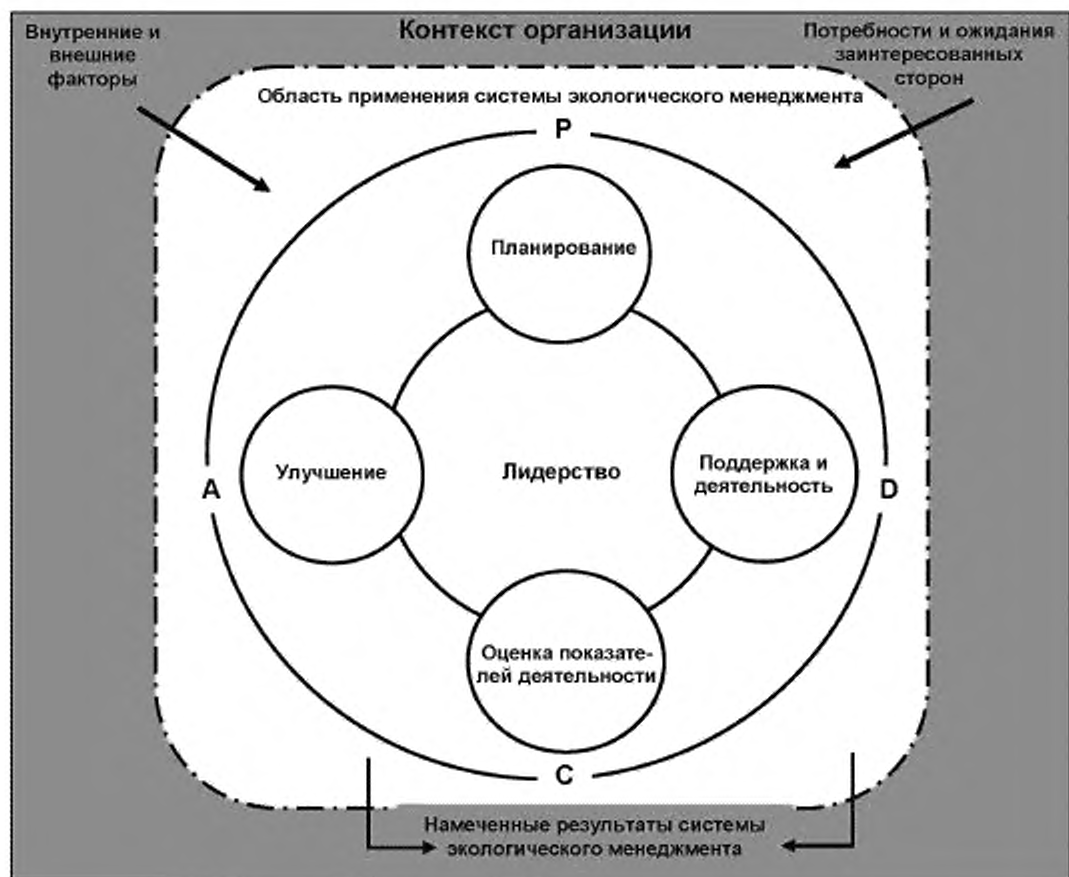 Контекст организации
Внутренние и
внешние
факторы
Потребности и ожидания
заинтересованных
сторон
Область применения системы экологического менеджмента
P
Планирование
Улучшение
Лидерство
Поддержка и
деятельность
A
D
Оценка показате-
лей деятельности
C
Намеченные результаты системы
экологического менеджмента